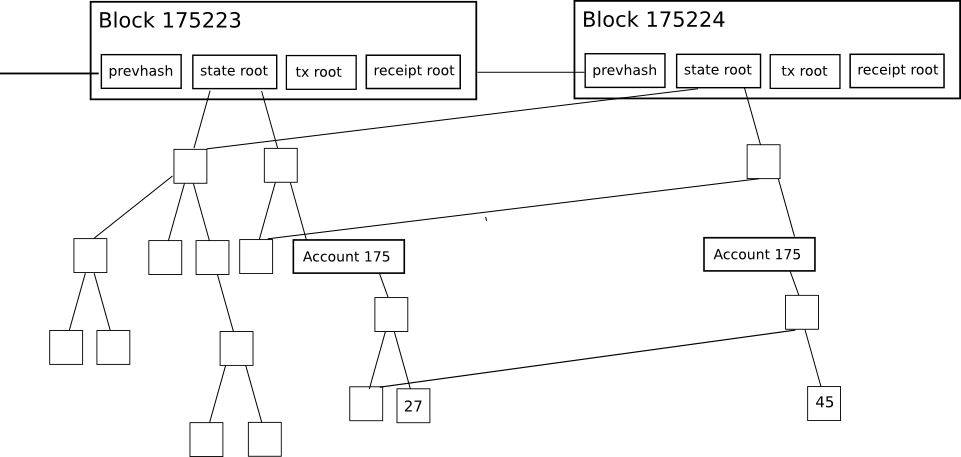 Block 175223
prevhash state root tx root receipt root
Block 175224
prevhash state root tx root receipt root
Account 175
Account 175
27
45